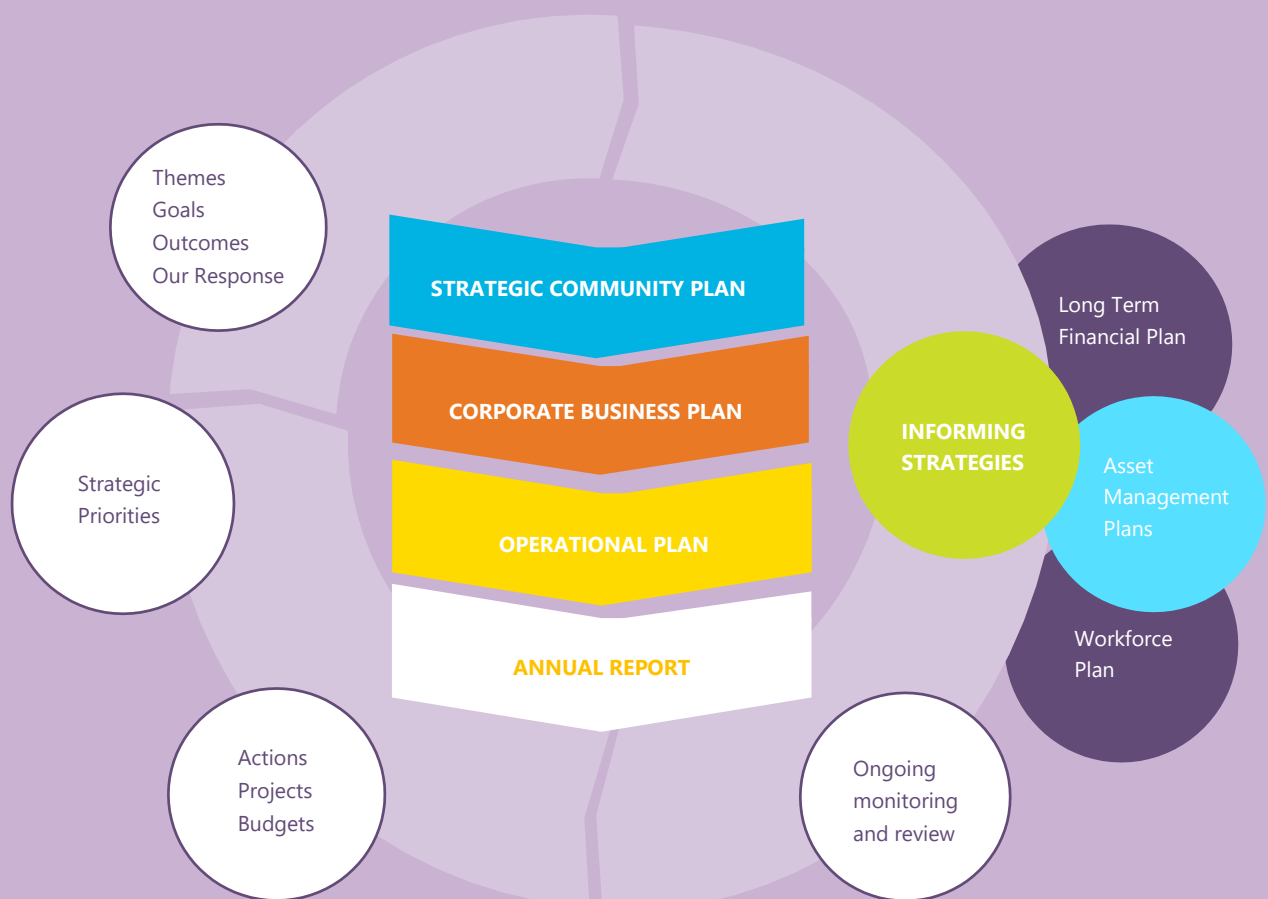 Themes
Goals
Outcomes
Our Response
STRATEGIC COMMUNITY PLAN
CORPORATE BUSINESS PLAN
OPERATIONAL PLAN
ANNUAL REPORT
Strategic
Priorities
Actions
Projects
Budgets
INFORMING
STRATEGIES
Long Term
Financial Plan
Asset
Management
Plans
Workforce
Plan
Ongoing
monitoring
and review